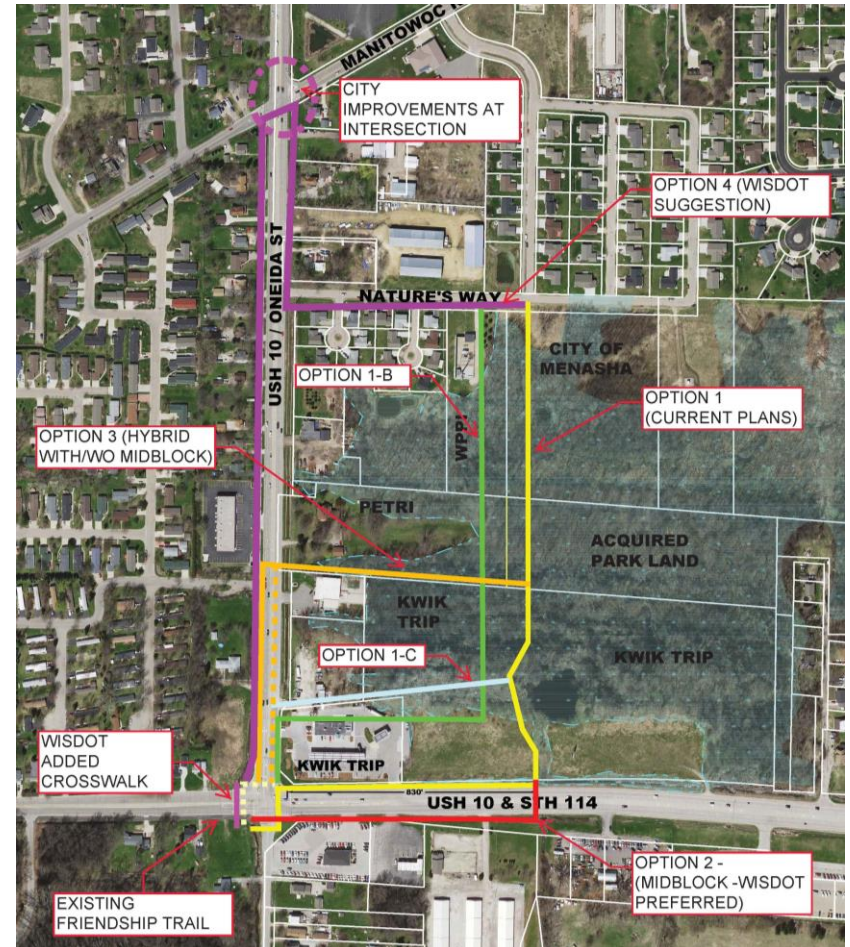 MANITOWOC
CITY
IMPROVEMENTS AT
INTERSECTION
OPTION 4 (WISDOT
SUGGESTION)
NATURE'S WAY
USH 10 / ONEIDA ST
CITY OF
MENASHA
OPTION 1-B
OPTION 1
(CURRENT PLANS)
OPTION 3 (HYBRID
WITH/WO MIDBLOCK)
WPPI
PETRI
ACQUIRED
PARK LAND
KWIK
TRIP
KWIK TRIP
OPTION 1-C
WISDOT
ADDED
CROSSWALK
KWIK TRIP
830'
USH 10 & STH 114
EXISTING
FRIENDSHIP TRAIL
OPTION 2 -
(MIDBLOCK -WISDOT
PREFERRED)